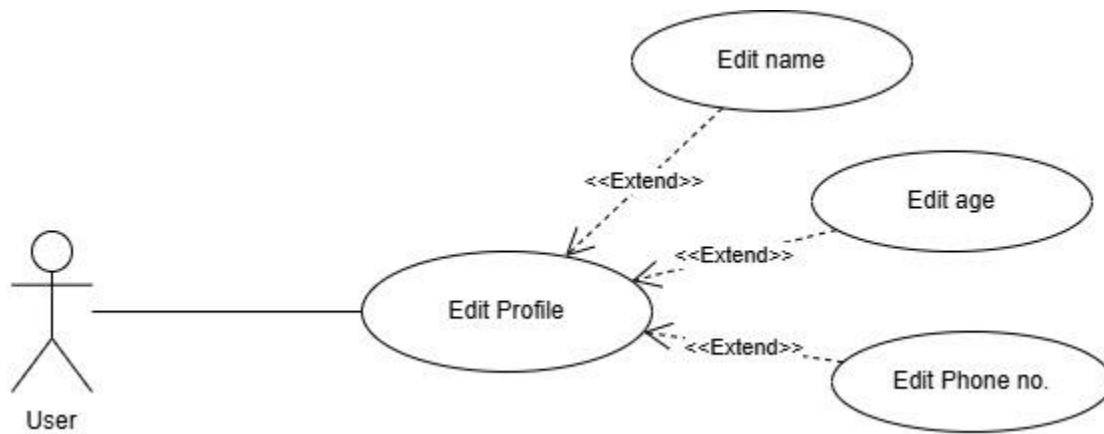 Edit name
<<Extend>>
Edit age
<<Extend>>
Edit Profile
<<Extend>>
Edit Phone no.
User